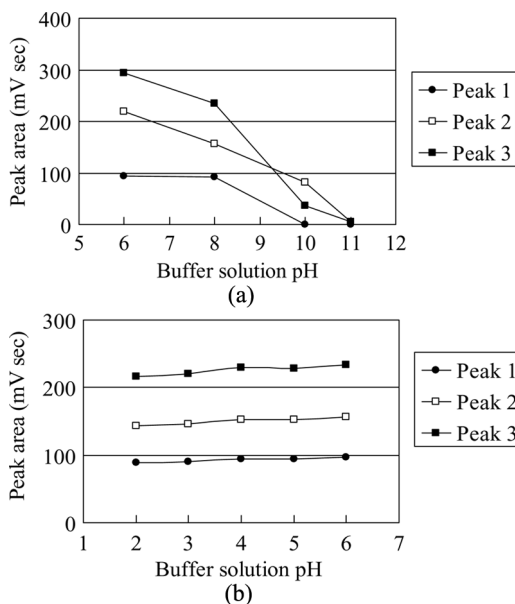 400
300
200
100
0
Peak area (mV sec)
5 6 7 8 9 10 11 12
Buffer solution pH
(a)
Peak 1
Peak 2
Peak 3
300
200
100
0
Peak area (mV sec)
1 2 3 4 5 6 7
Buffer solution pH
(b)
Peak 1
Peak 2
Peak 3